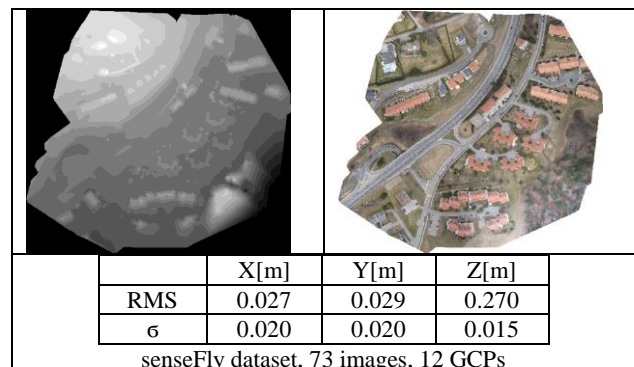 X[m] Y[m] Z[m]
RMS 0.027 0.029 0.270
σ 0.020 0.020 0.015
senseFly dataset, 73 images, 12 GCPs